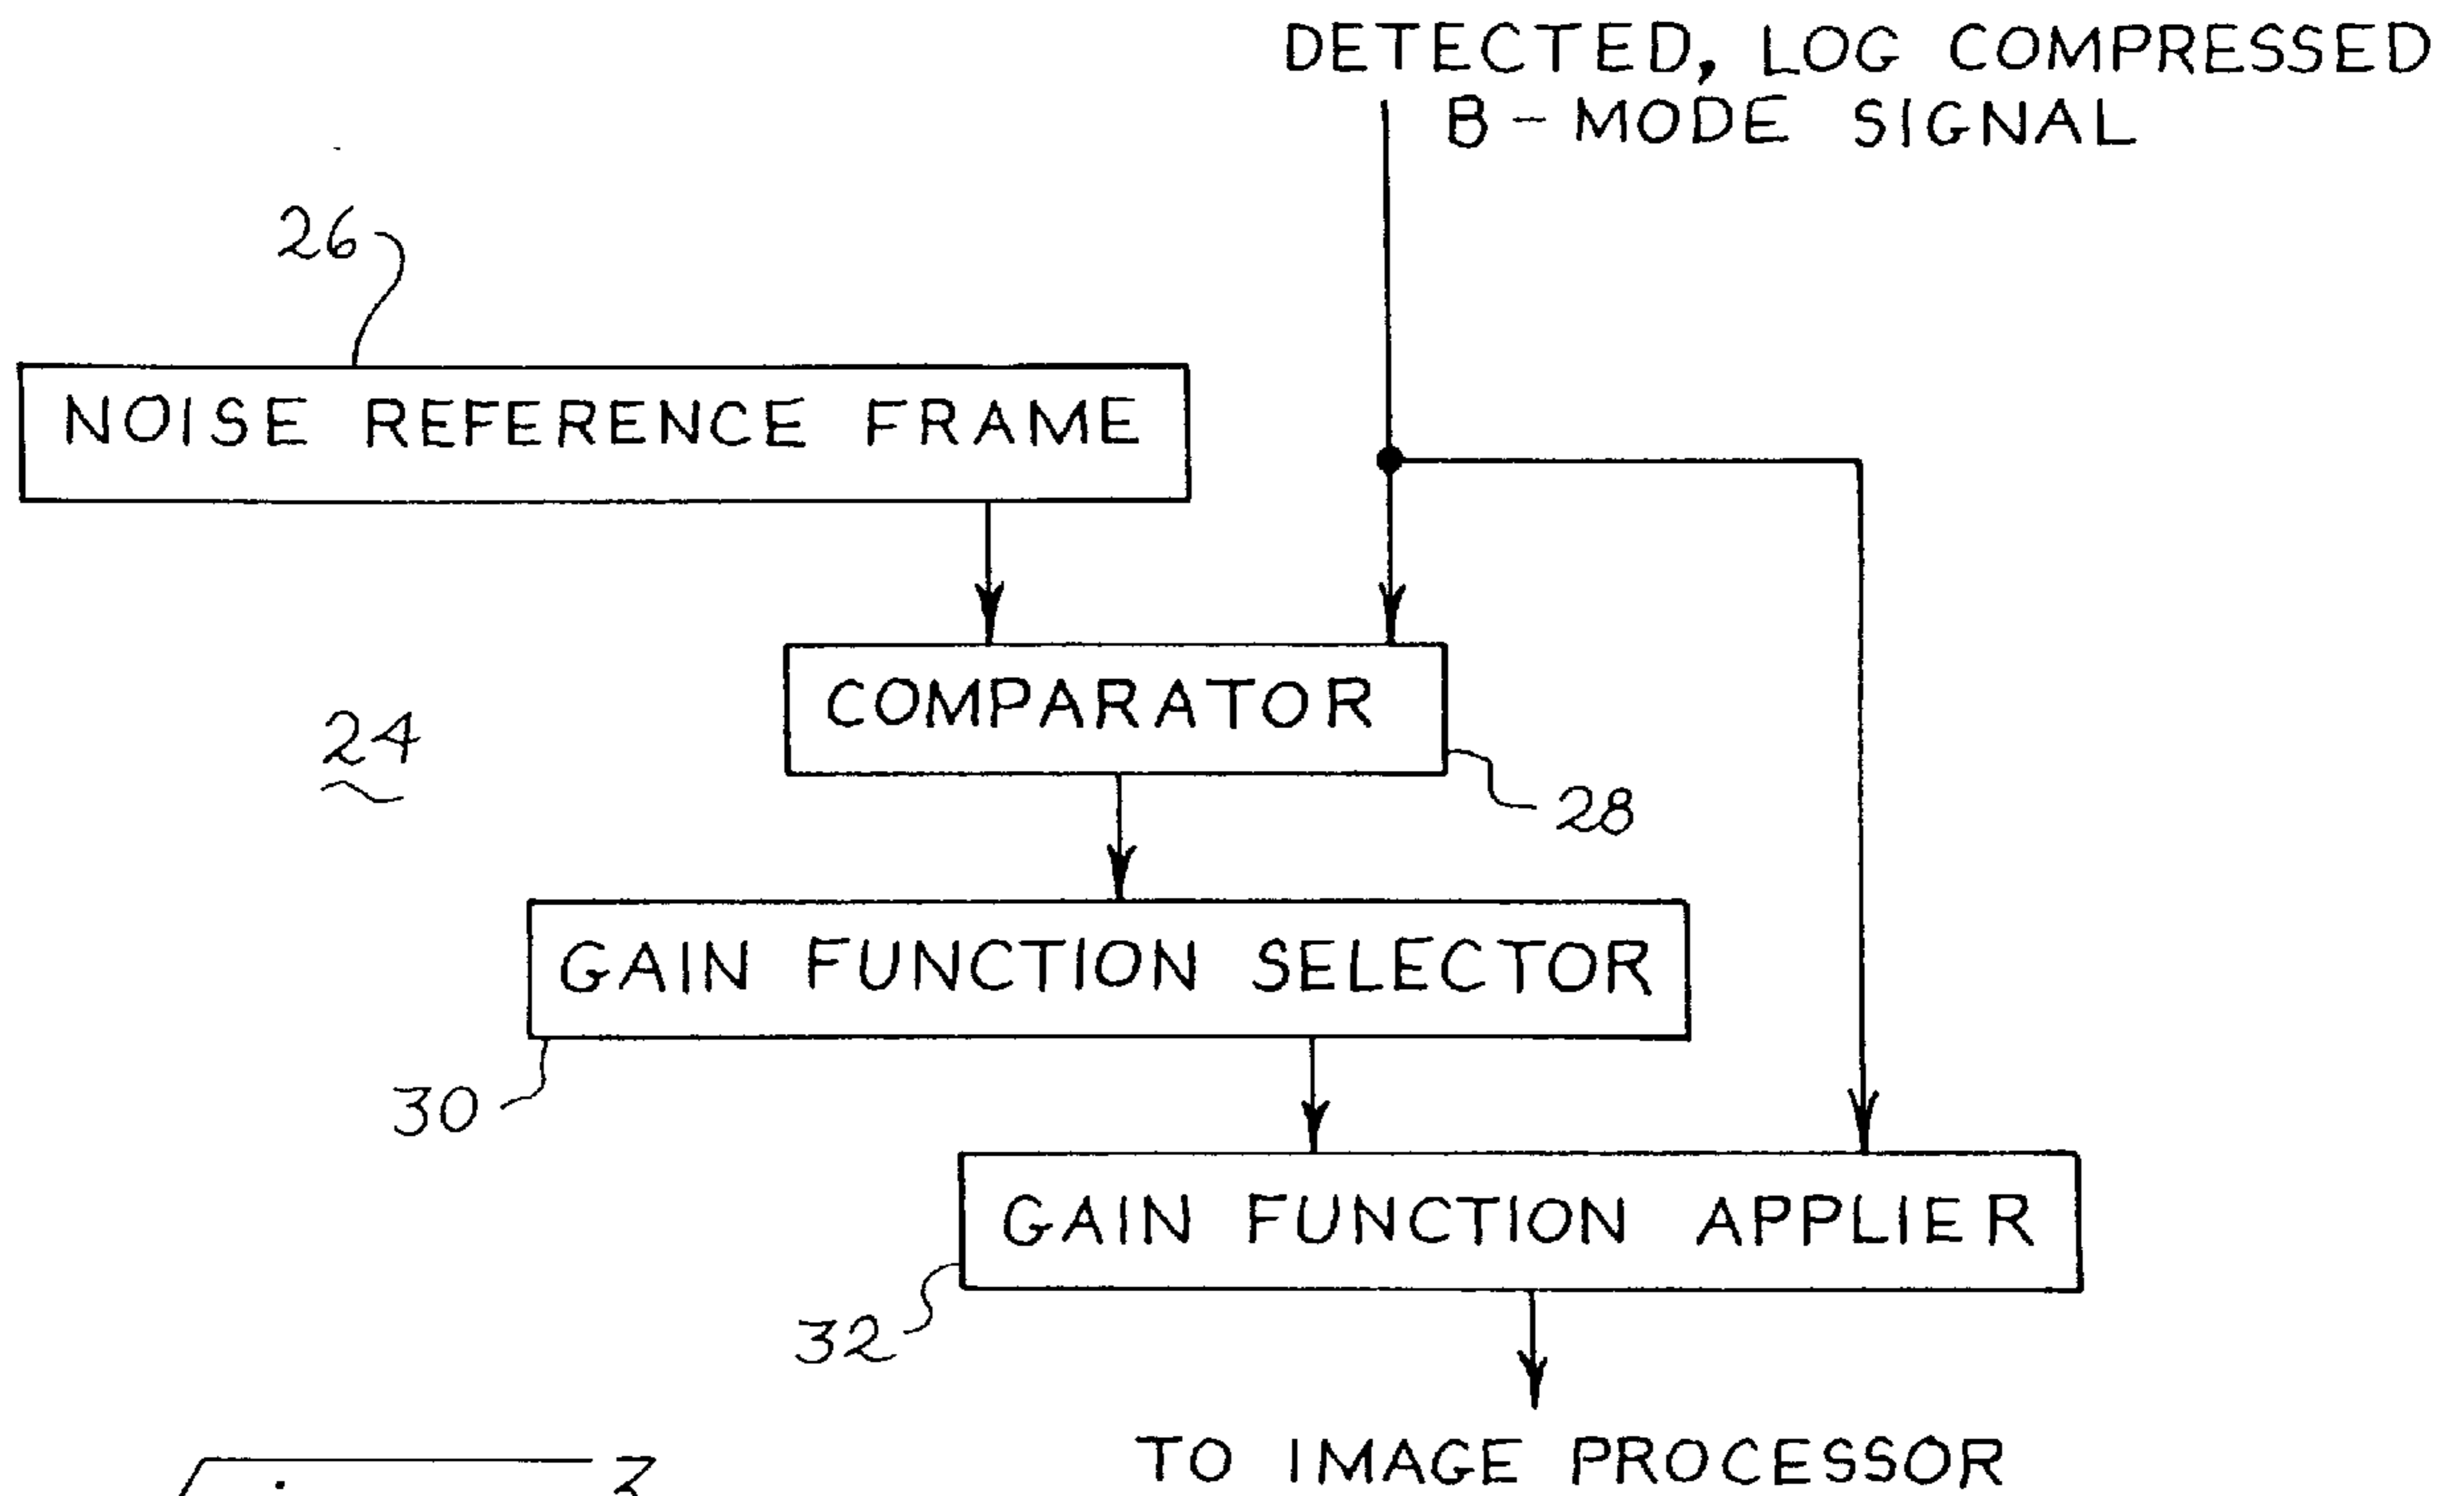 DETECTED, LOG COMPRESSED
B-MODE SIGNAL
26
NOISE REFERENCE FRAME
COMPARATOR
24
28
GAIN FUNCTION SELECTOR
30
GAIN FUNCTION APPLIER
32
TO IMAGE PROCESSOR